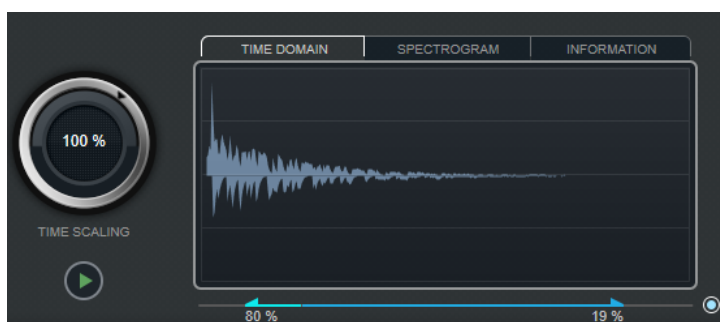 TIME DOMAIN SPECTROGRAM INFORMATION
100 %
TIME SCALING
80 % 19 %